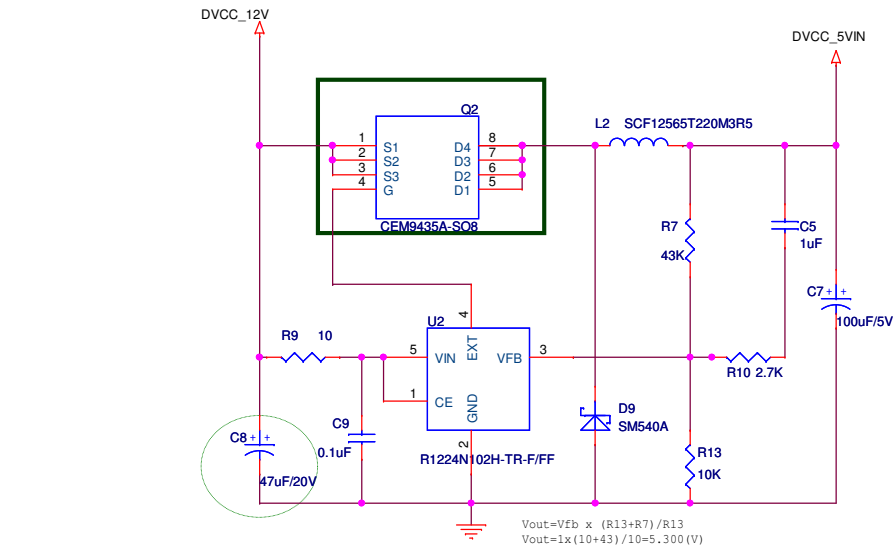 DVCC_12V
DVCC_5VIN
Q2
L2 SCF12565T220M3R5
1 S1 D4 8
2 S2 D3 7
3 S3 D2 6
4 G D1 5
CEM9435A-SO8
R7
43K
C5
1uF
C7
100uF/5V
U2
4
EXT
R9 10
5 VIN VFB 3
R10 2.7K
1 CE
GND
2
D9
SM540A
C8
47uF/20V
C9
0.1uF
R1224N102H-TR-F/FF
R13
10K
Vout=Vfb x (R13+R7)/R13
Vout=1x(10+43)/10=5.300(V)